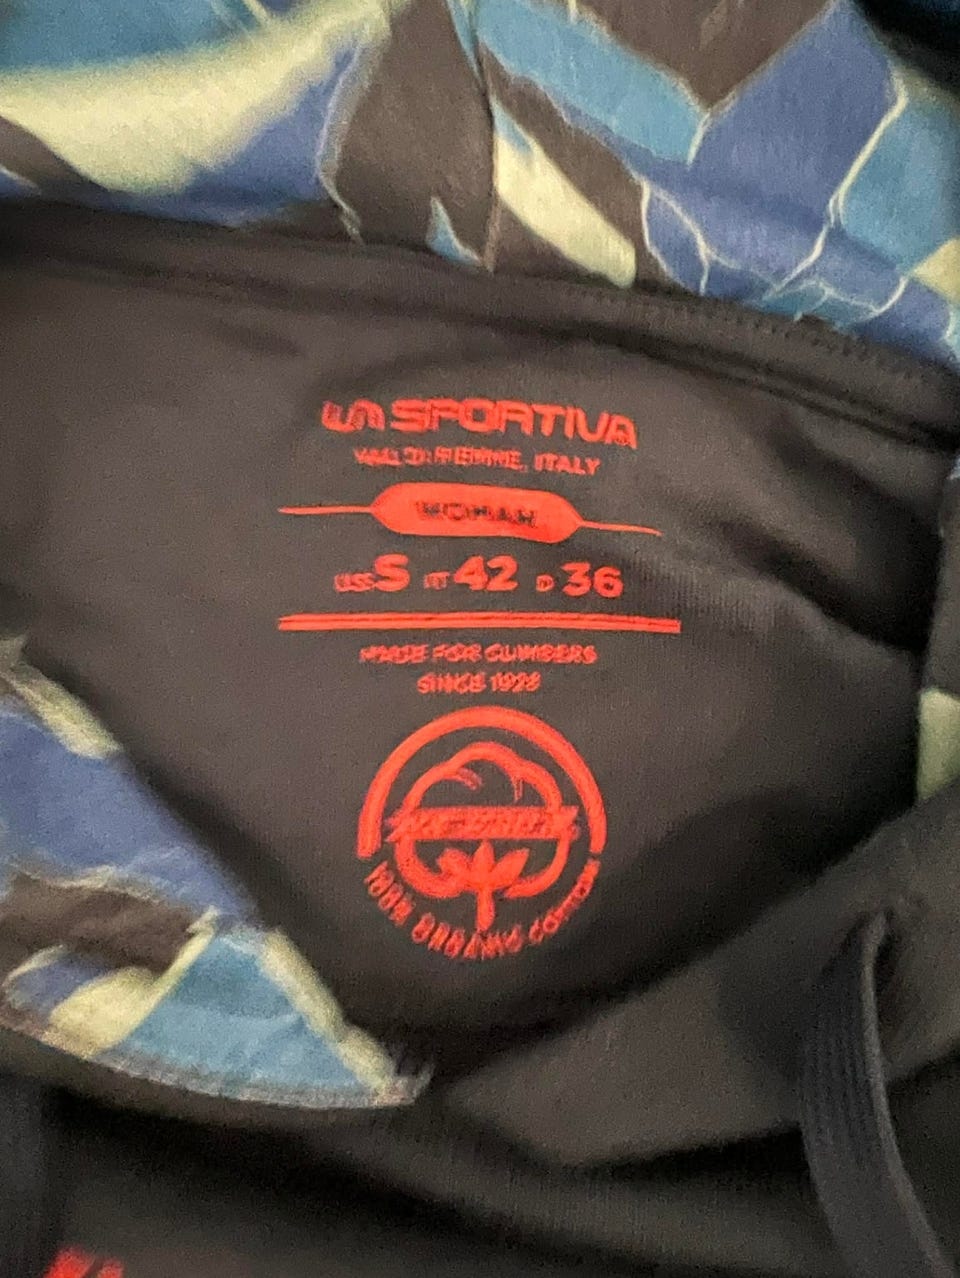 LA SPORTIVA
VAL DI FIEMME, ITALY
WOMAN
US S IT 42 D 36
MADE FOR CLIMBERS
SINCE 1928
100% ORGANIC COTTON